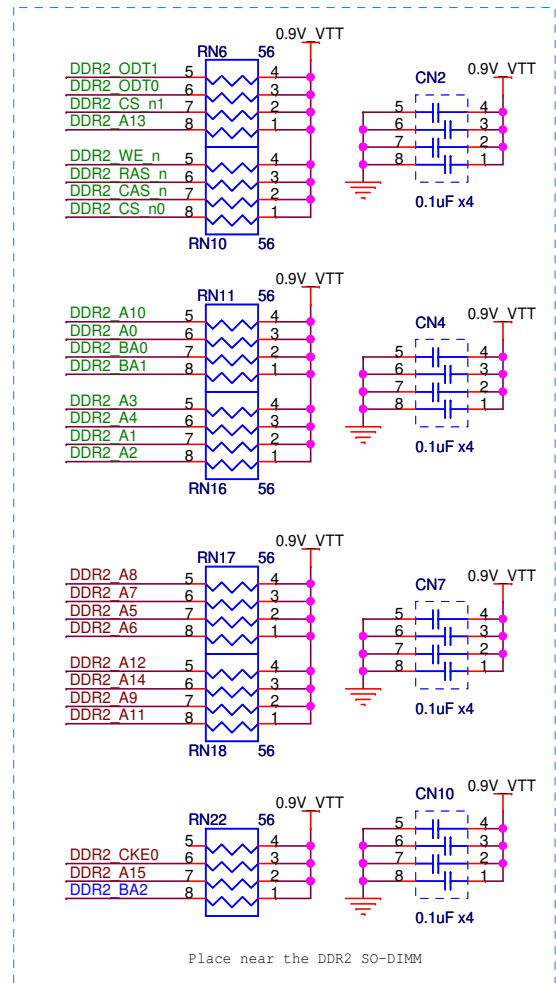 RN6 56 0.9V_VTT
DDR2_ODT1 5 4
DDR2_ODT0 6 3
DDR2_CS_n1 7 2
DDR2_A13 8 1
DDR2_WE_n 5 4
DDR2_RAS_n 6 3
DDR2_CAS_n 7 2
DDR2_CS_n0 8 1
RN10 56
CN2 0.9V_VTT
5 4
6 3
7 2
8 1
0.1uF x4
RN11 56 0.9V_VTT
DDR2_A10 5 4
DDR2_A0 6 3
DDR2_BA0 7 2
DDR2_BA1 8 1
DDR2_A3 5 4
DDR2_A4 6 3
DDR2_A1 7 2
DDR2_A2 8 1
RN16 56
CN4 0.9V_VTT
5 4
6 3
7 2
8 1
0.1uF x4
RN17 56 0.9V_VTT
DDR2_A8 5 4
DDR2_A7 6 3
DDR2_A5 7 2
DDR2_A6 8 1
DDR2_A12 5 4
DDR2_A14 6 3
DDR2_A9 7 2
DDR2_A11 8 1
RN18 56
CN7 0.9V_VTT
5 4
6 3
7 2
8 1
0.1uF x4
RN22 56 0.9V_VTT
5 4
DDR2_CKE0 6 3
DDR2_A15 7 2
DDR2_BA2 8 1
CN10 0.9V_VTT
5 4
6 3
7 2
8 1
0.1uF x4
Place near the DDR2 SO-DIMM